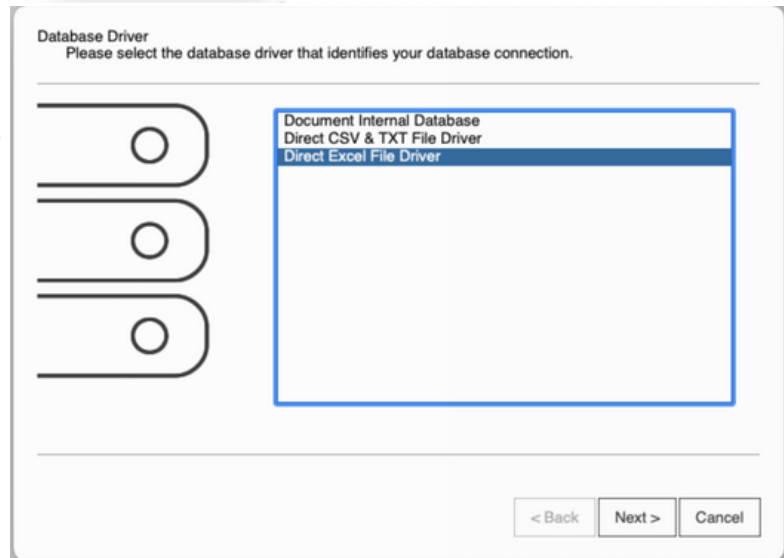 Database Driver
Please select the database driver that identifies your database connection.
Document Internal Database
Direct CSV & TXT File Driver
Direct Excel File Driver
< Back
Next >
Cancel